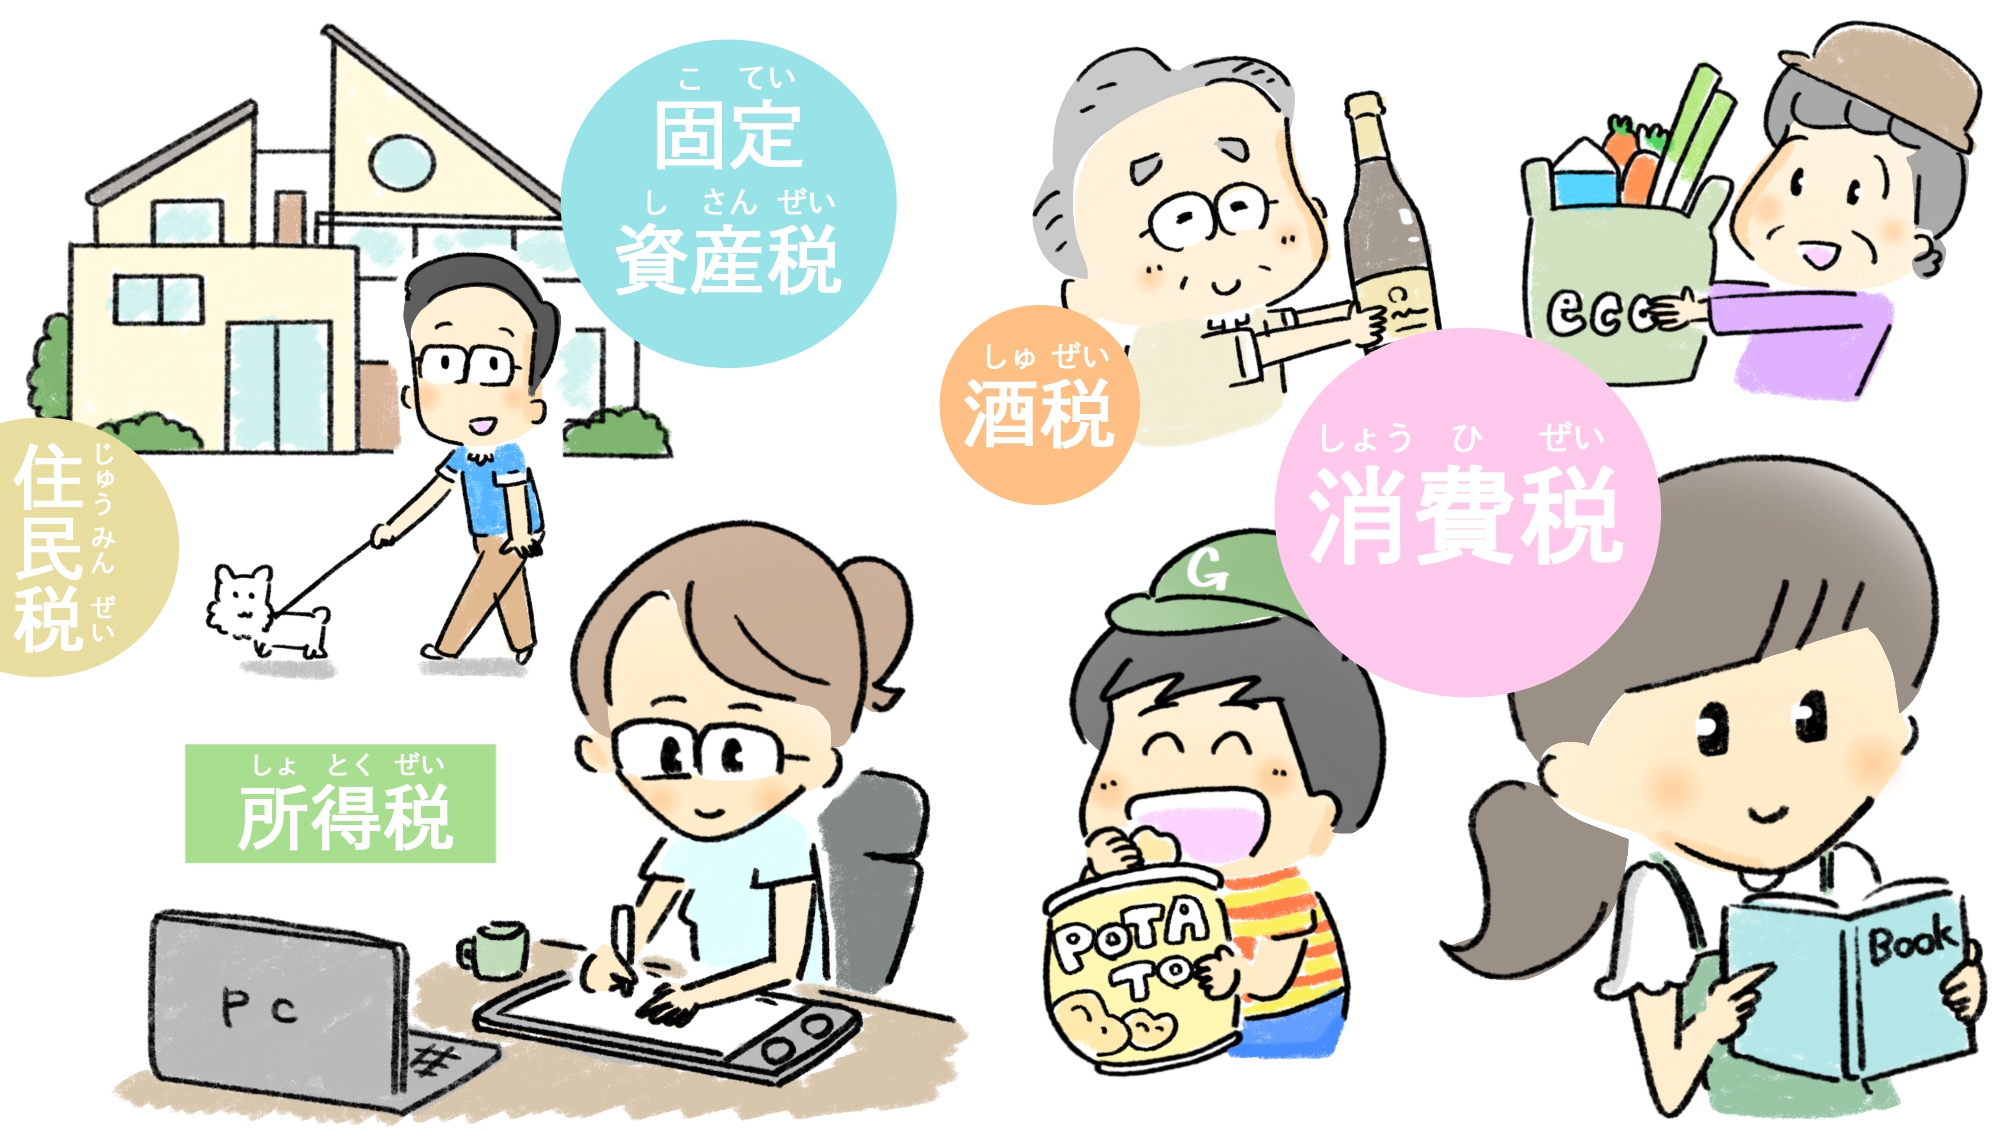 こ てい
固定
し さん ぜい
資産税
じゅう みん ぜい
住民税
しょ とく ぜい
所得税
PC
しゅ ぜい
酒税
eco
しょう ひ ぜい
消費税
G
POTA
TO
Book